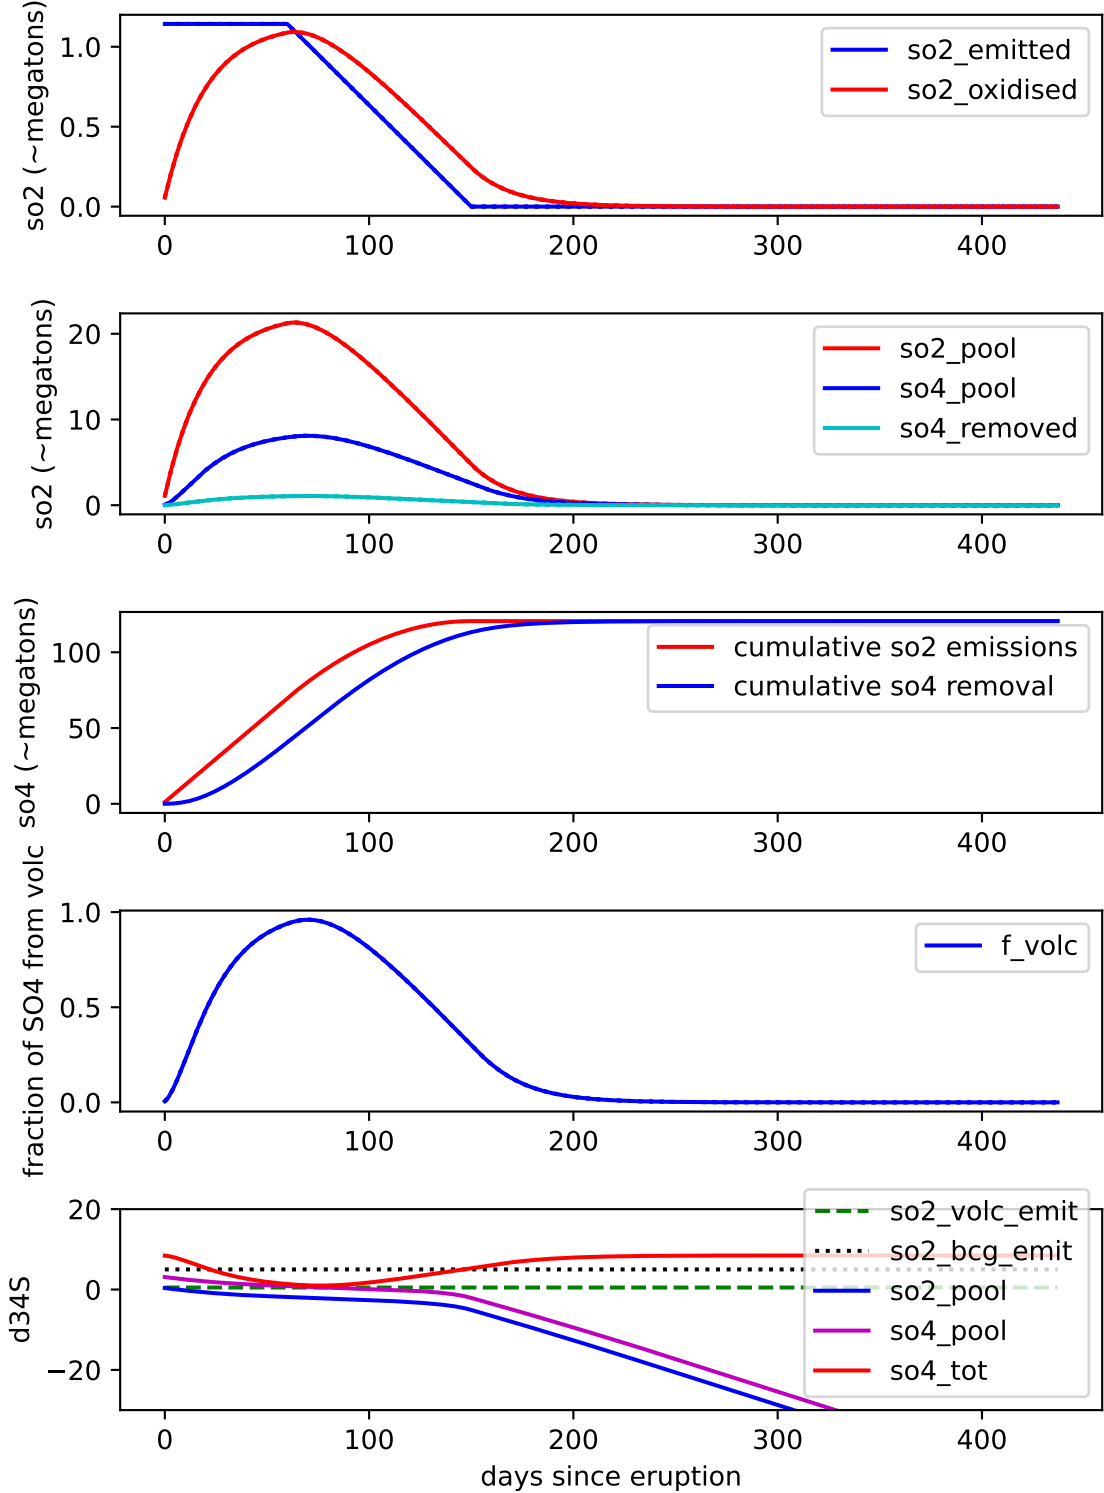 so2 (~megatons)
1.0
0.5
0.0
so2_emitted
so2_oxidised
0 100 200 300 400
so2 (~megatons)
20
10
0
so2_pool
so4_pool
so4_removed
0 100 200 300 400
so4 (~megatons)
100
50
0
cumulative so2 emissions
cumulative so4 removal
0 100 200 300 400
fraction of SO4 from volc
1.0
0.5
0.0
f_volc
0 100 200 300 400
d34S
20
0
−20
so2_volc_emit
so2_bcg_emit
so2_pool
so4_pool
so4_tot
0 100 200 300 400
days since eruption